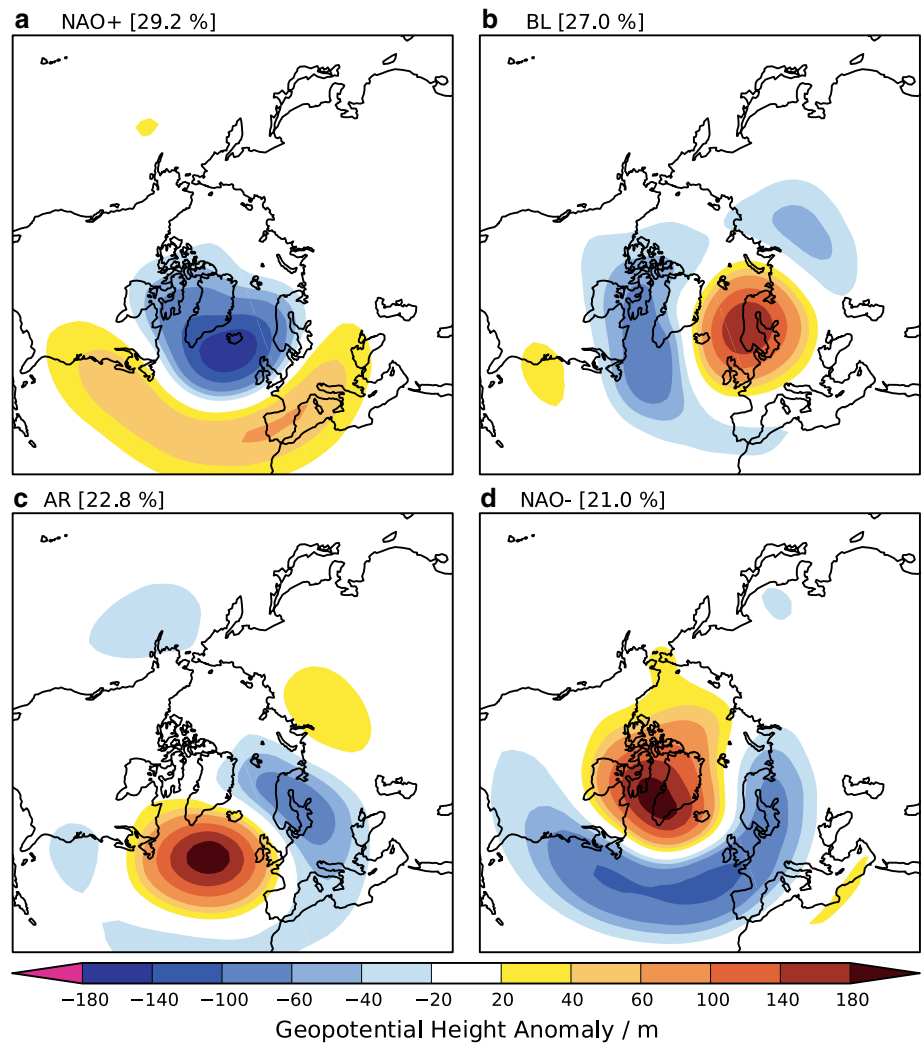 a NAO+ [29.2 %]
b BL [27.0 %]
c AR [22.8 %]
d NAO- [21.0 %]
−180 −140 −100 −60 −20 20 40 60 100 140 180
Geopotential Height Anomaly / m